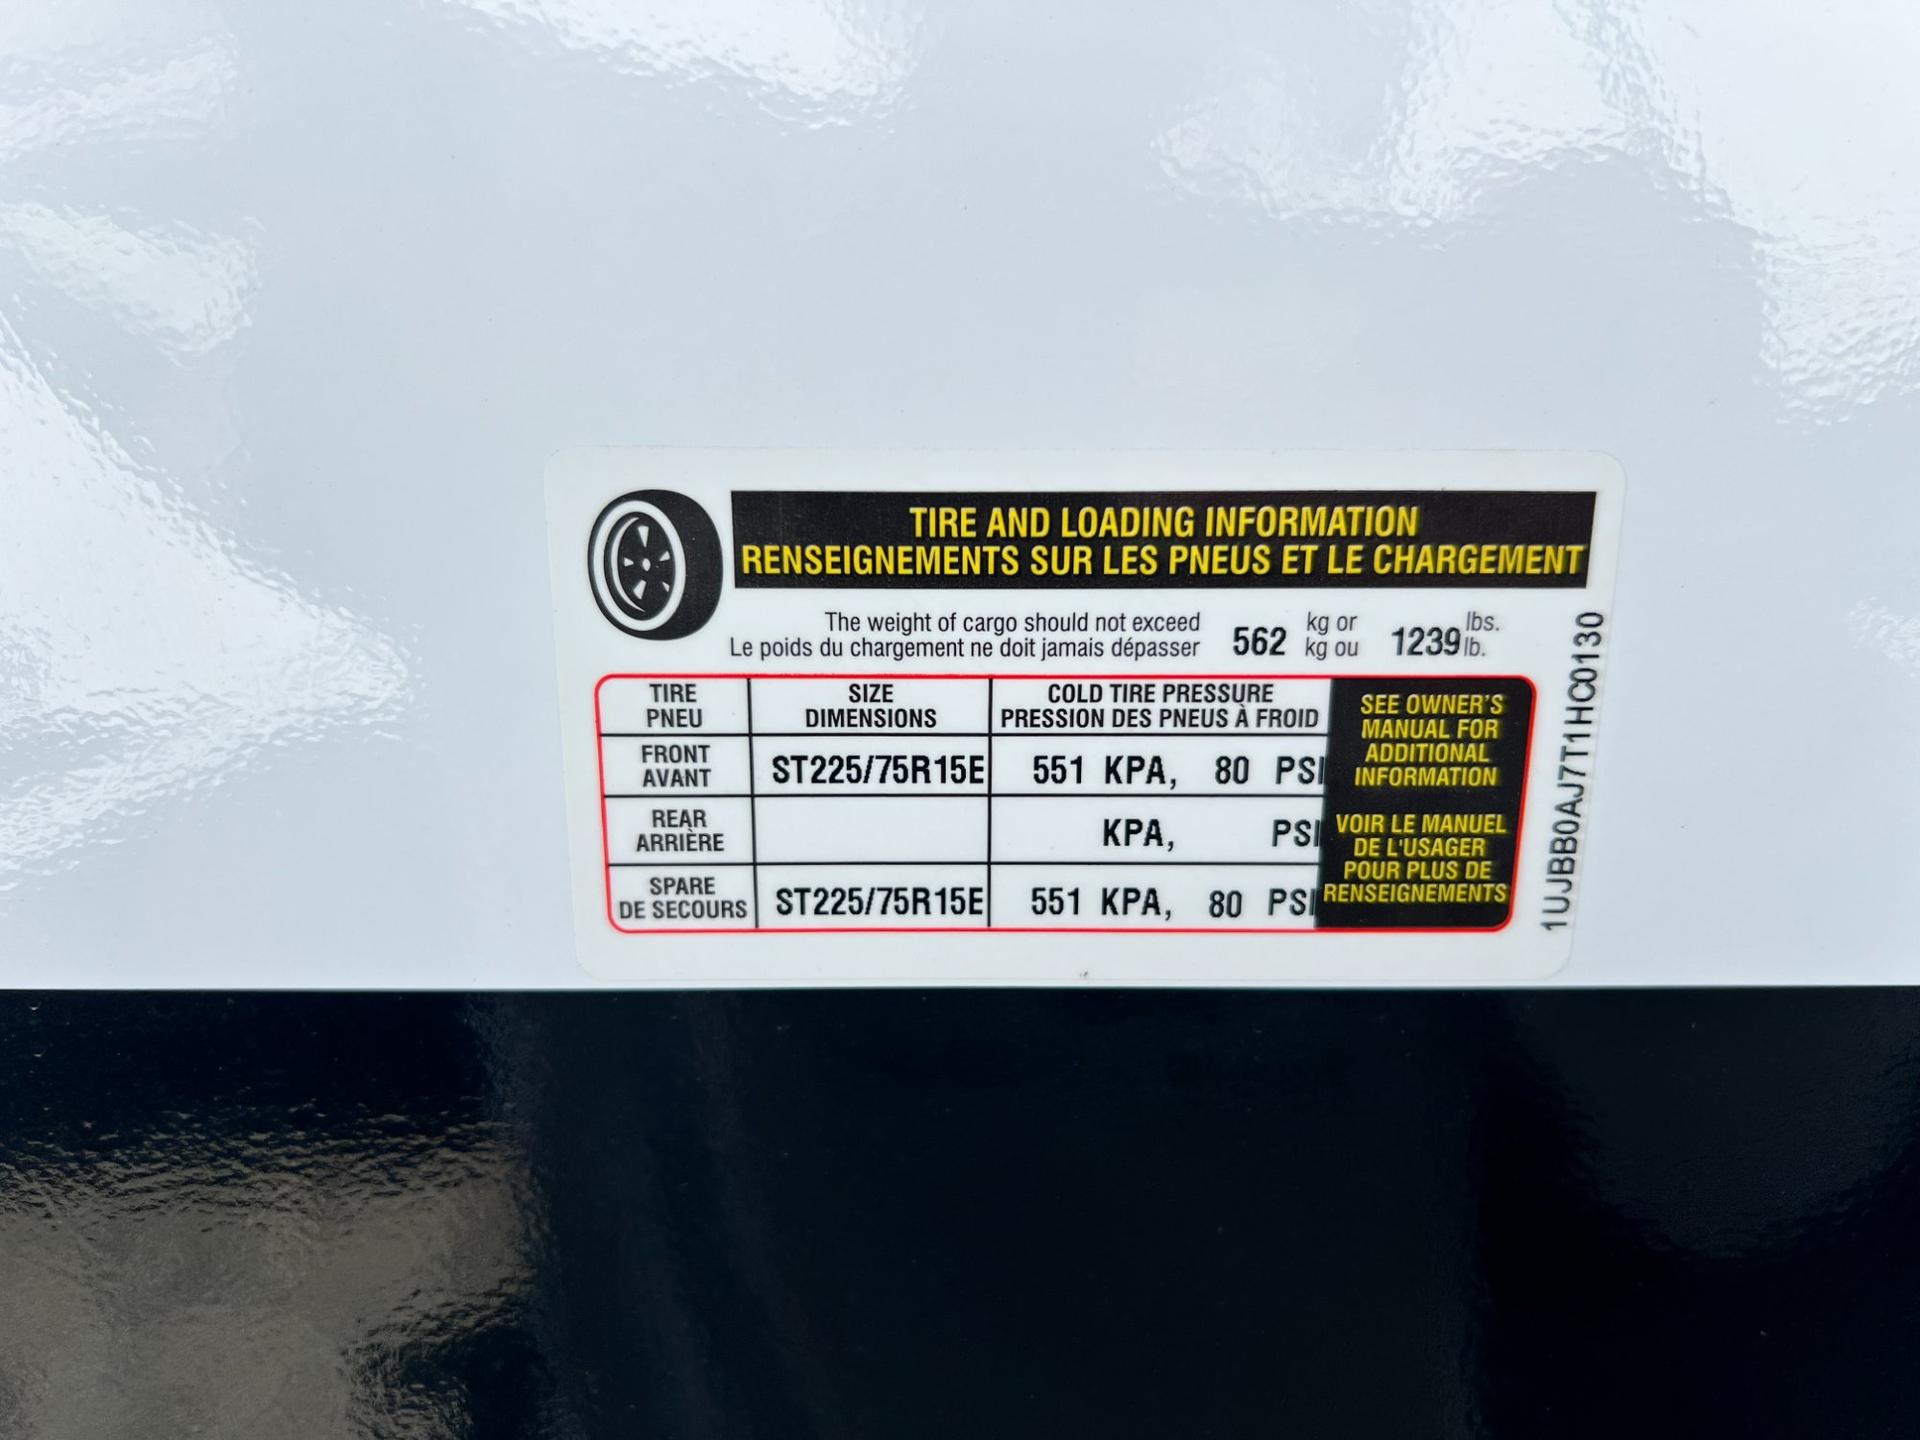 TIRE AND LOADING INFORMATION
RENSEIGNEMENTS SUR LES PNEUS ET LE CHARGEMENT
The weight of cargo should not exceed 562 kg or 1239 lbs.
Le poids du chargement ne doit jamais dépasser kg ou lb.
TIRE SIZE COLD TIRE PRESSURE
PNEU DIMENSIONS PRESSION DES PNEUS À FROID
FRONT
AVANT
ST225/75R15E 551 KPA, 80 PSI
REAR
ARRIÈRE
KPA, PSI
SPARE
DE SECOURS
ST225/75R15E 551 KPA, 80 PSI
SEE OWNER'S
MANUAL FOR
ADDITIONAL
INFORMATION
VOIR LE MANUEL
DE L'USAGER
POUR PLUS DE
RENSEIGNEMENTS
1UJBB0AJ7T1HC0130